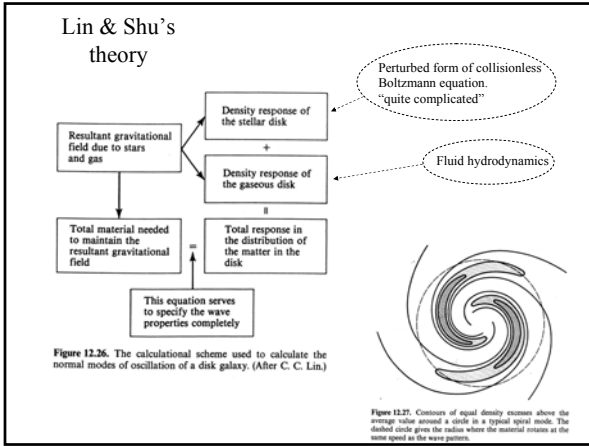 Lin & Shu's
theory
Perturbed form of collisionless
Boltzmann equation.
“quite complicated”
Density response of
the stellar disk
Resultant gravitational
field due to stars
and gas
+
Density response of
the gaseous disk
Fluid hydrodynamics
=
Total material needed
to maintain the
resultant gravitational
field
=
Total response in
the distribution of
the matter in the
disk
This equation serves
to specify the wave
properties completely
Figure 12.26. The calculational scheme used to calculate the
normal modes of oscillation of a disk galaxy. (After C. C. Lin.)
Figure 12.27. Contours of equal density excesses above the
average value around a circle in a typical spiral mode. The
dashed circle gives the radius where the material rotates at the
same speed as the wave pattern.